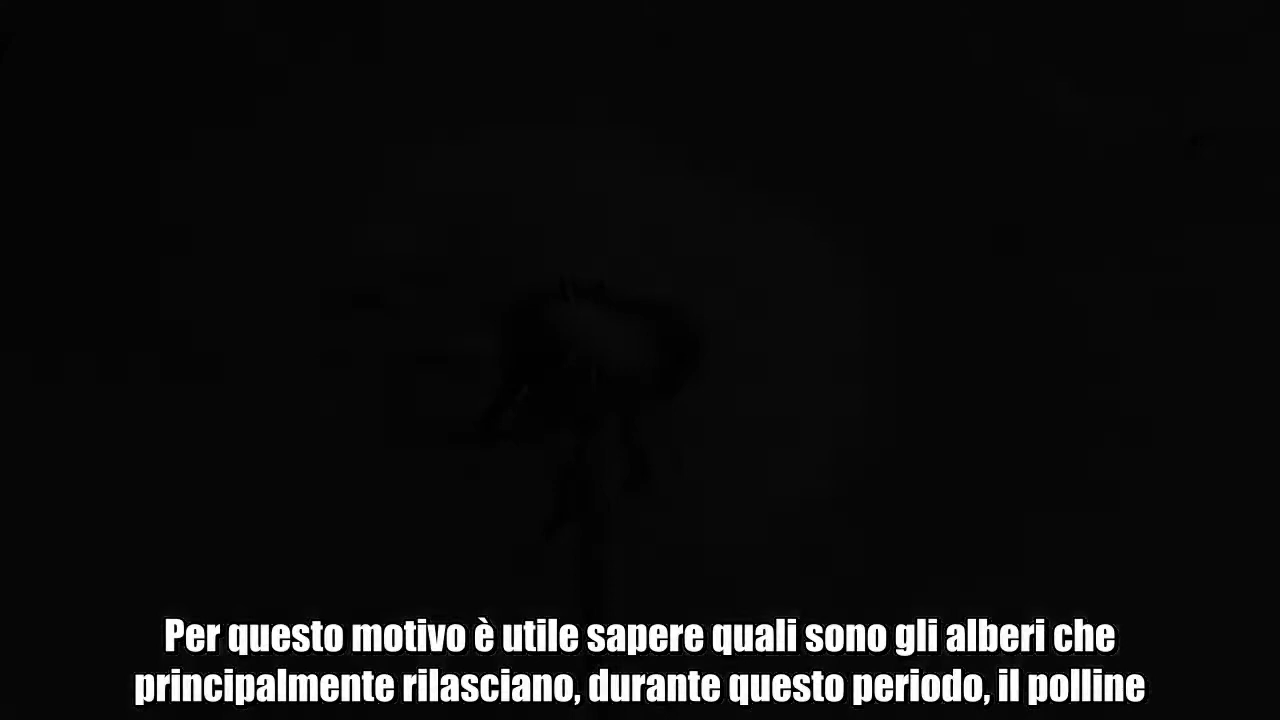 Per questo motivo è utile sapere quali sono gli alberi che
principalmente rilasciano, durante questo periodo, il polline